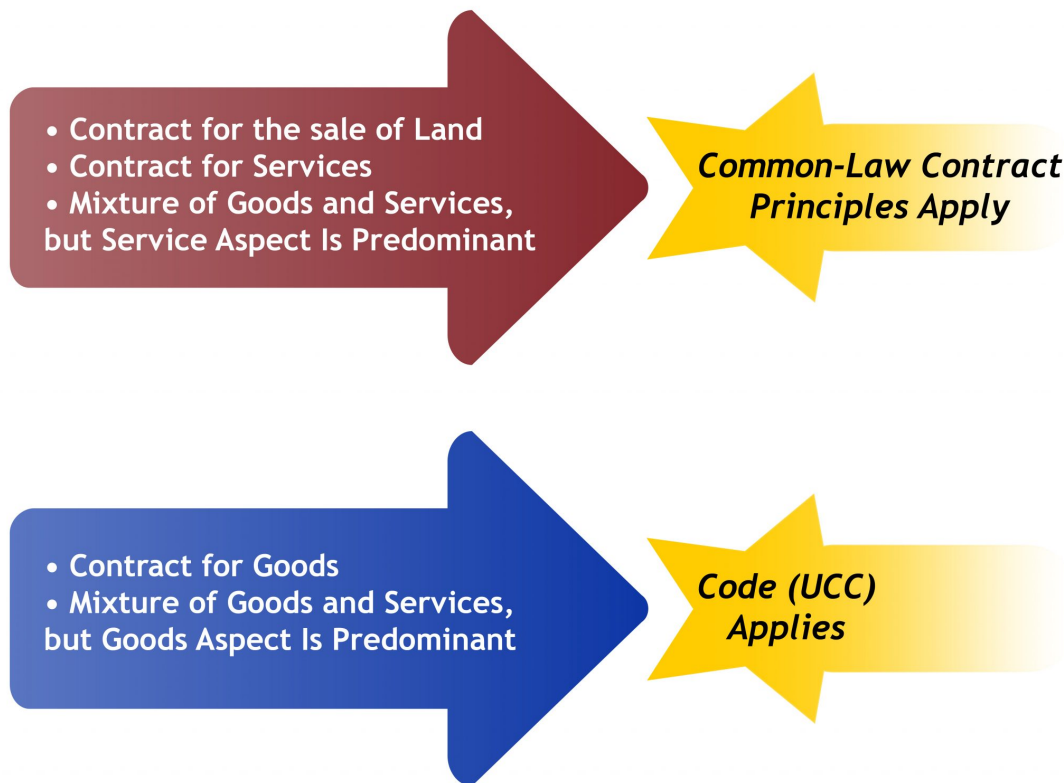 • Contract for the sale of Land
• Contract for Services
• Mixture of Goods and Services,
but Service Aspect Is Predominant
Common-Law Contract
Principles Apply
• Contract for Goods
• Mixture of Goods and Services,
but Goods Aspect Is Predominant
Code (UCC)
Applies